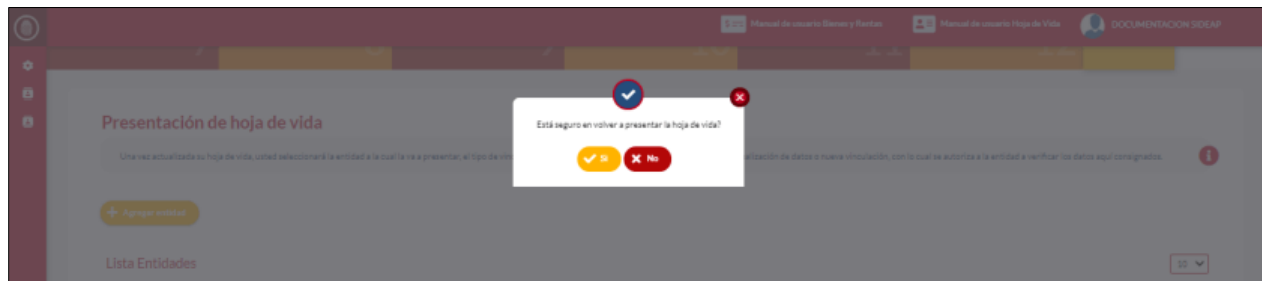 Manual de usuario Bienes y Rentas
Manual de usuario Hoja de Vida
DOCUMENTACION SIDEAP
Está seguro en volver a presentar la hoja de vida?
Si
No
Presentación de hoja de vida
Una vez actualizada su hoja de vida, usted seleccionará la entidad a la cual la va a presentar, el tipo de vin
alización de datos o nueva vinculación, con lo cual se autoriza a la entidad a verificar los datos aquí consignados.
Agregar entidad
Lista Entidades
10